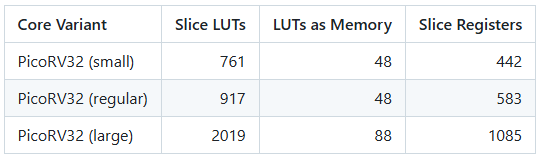 Core Variant Slice LUTs LUTs as Memory Slice Registers
PicoRV32 (small) 761 48 442
PicoRV32 (regular) 917 48 583
PicoRV32 (large) 2019 88 1085